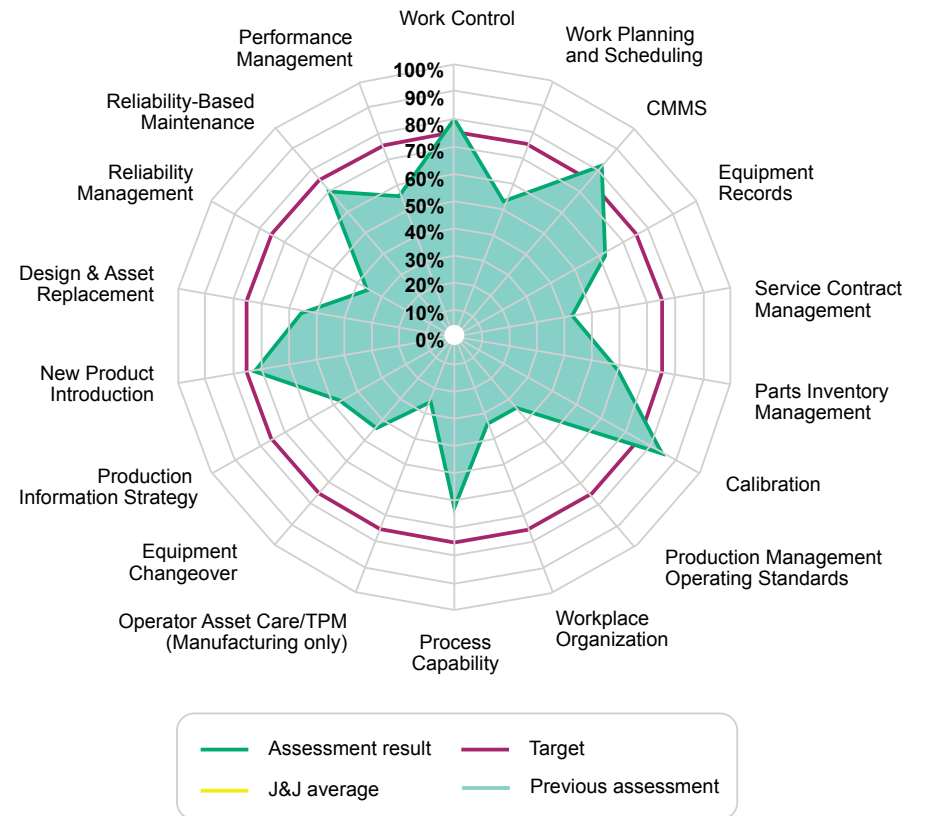 Work Control
Work Planning
and Scheduling
CMMS
Equipment
Records
Service Contract
Management
Parts Inventory
Management
Calibration
Production Management
Operating Standards
Workplace
Organization
Process
Capability
Operator Asset Care/TPM
(Manufacturing only)
Equipment
Changeover
Production
Information Strategy
New Product
Introduction
Design & Asset
Replacement
Reliability
Management
Reliability-Based
Maintenance
Performance
Management
100%
90%
80%
70%
60%
50%
40%
30%
20%
10%
0%
Assessment result
Target
J&J average
Previous assessment